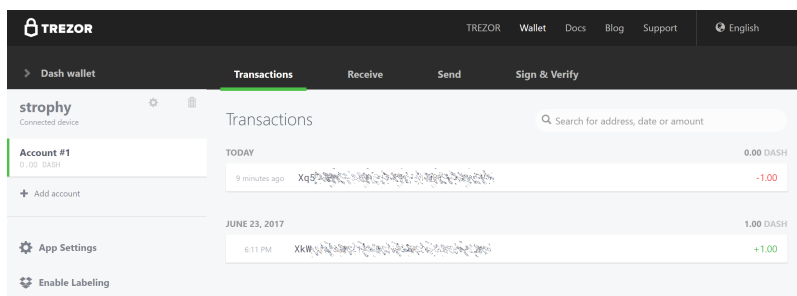 TREZOR
TREZOR Wallet Docs Blog Support English
Dash wallet
Transactions Receive Send Sign & Verify
strophy
Connected device
Account #1
0.00 DASH
Add account
App Settings
Enable Labeling
Transactions
Search for address, date or amount
TODAY 0.00 DASH
9 minutes ago Xq5 -1.00
JUNE 23, 2017 1.00 DASH
6:11 PM XkW +1.00